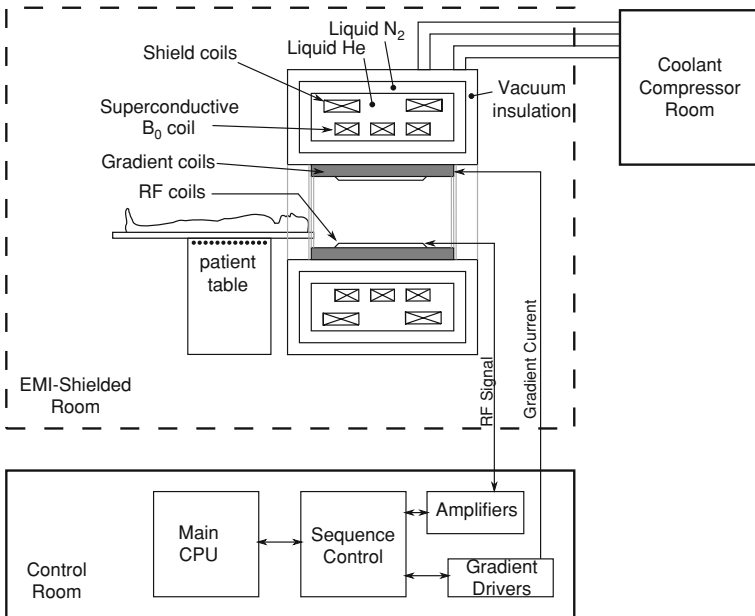 Liquid N2
Liquid He
Shield coils
Superconductive
B0 coil
Gradient coils
RF coils
Vacuum
insulation
Coolant
Compressor
Room
patient
table
EMI-Shielded
Room
RF Signal
Gradient Current
Main
CPU
Sequence
Control
Amplifiers
Gradient
Drivers
Control
Room